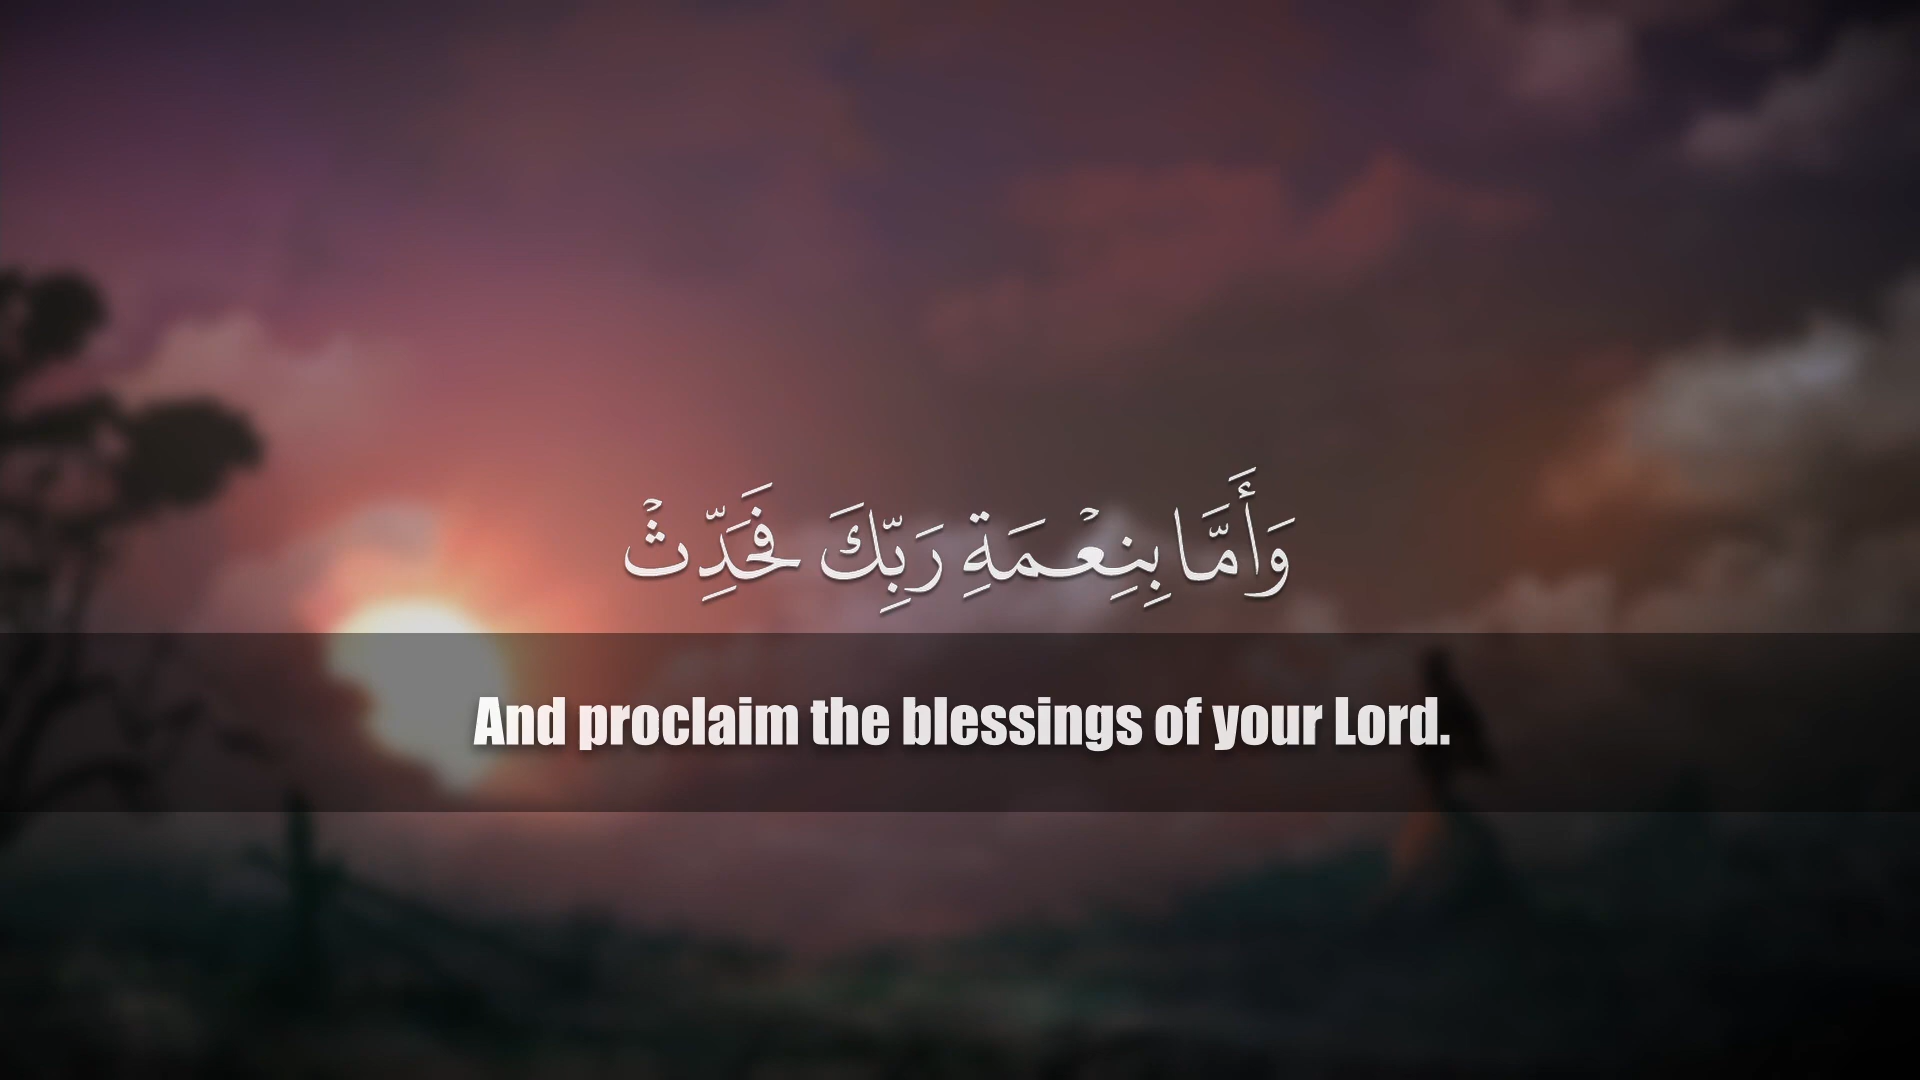 وَأَمَّا بِنِعْمَةِ رَبِّكَ فَحَدِّثْ
And proclaim the blessings of your Lord.